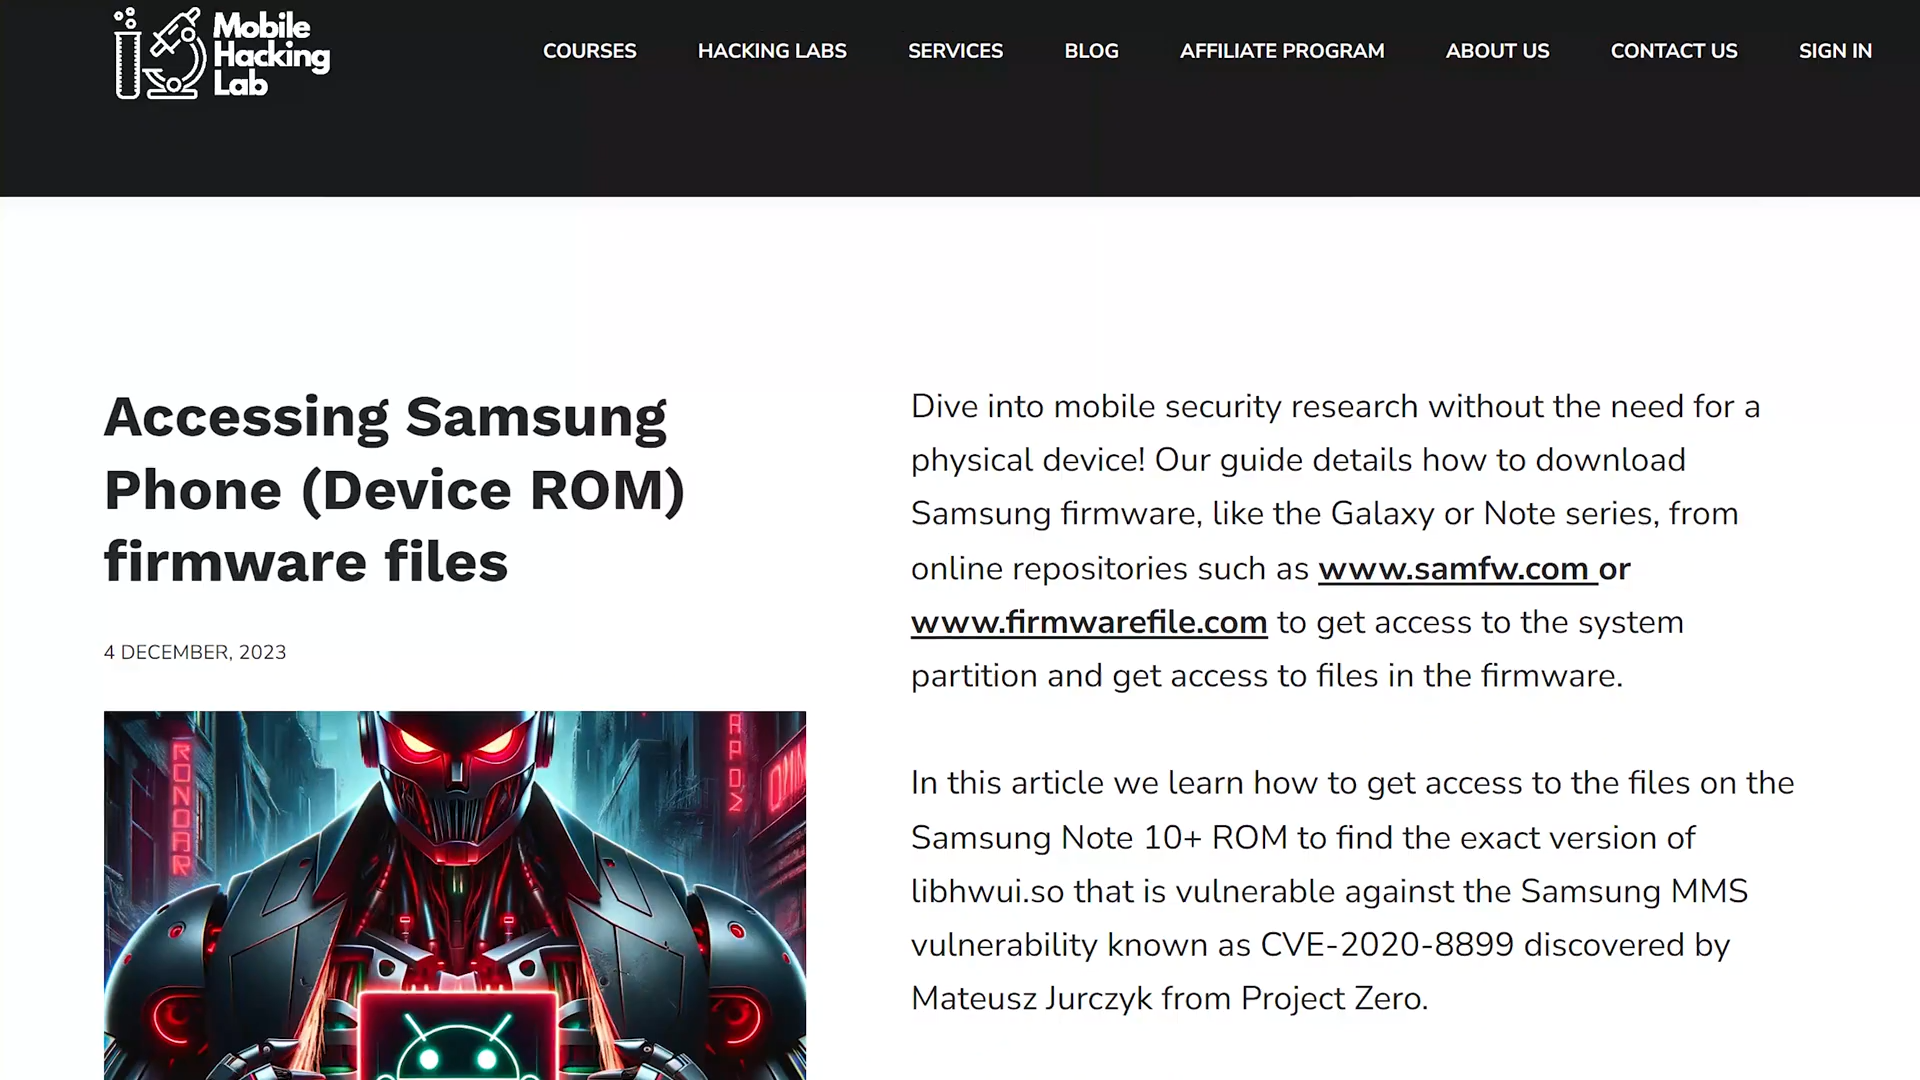 Mobile
Hacking
Lab
COURSES
HACKING LABS
SERVICES
BLOG
AFFILIATE PROGRAM
ABOUT US
CONTACT US
SIGN IN
Accessing Samsung
Phone (Device ROM)
firmware files
4 DECEMBER, 2023
RONOAR
Dive into mobile security research without the need for a
physical device! Our guide details how to download
Samsung firmware, like the Galaxy or Note series, from
online repositories such as www.samfw.com or
www.firmwarefile.com to get access to the system
partition and get access to files in the firmware.
In this article we learn how to get access to the files on the
Samsung Note 10+ ROM to find the exact version of
libhwui.so that is vulnerable against the Samsung MMS
vulnerability known as CVE-2020-8899 discovered by
Mateusz Jurczyk from Project Zero.